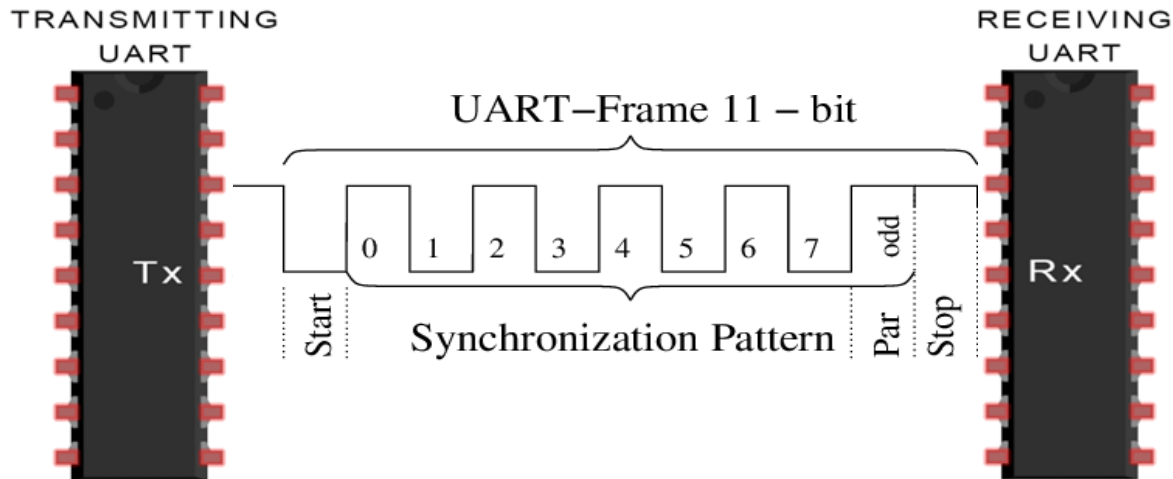 TRANSMITTING
UART
RECEIVING
UART
UART–Frame 11 – bit
Tx
0 1 2 3 4 5 6 7 odd
Rx
Start
Synchronization Pattern
Par
Stop